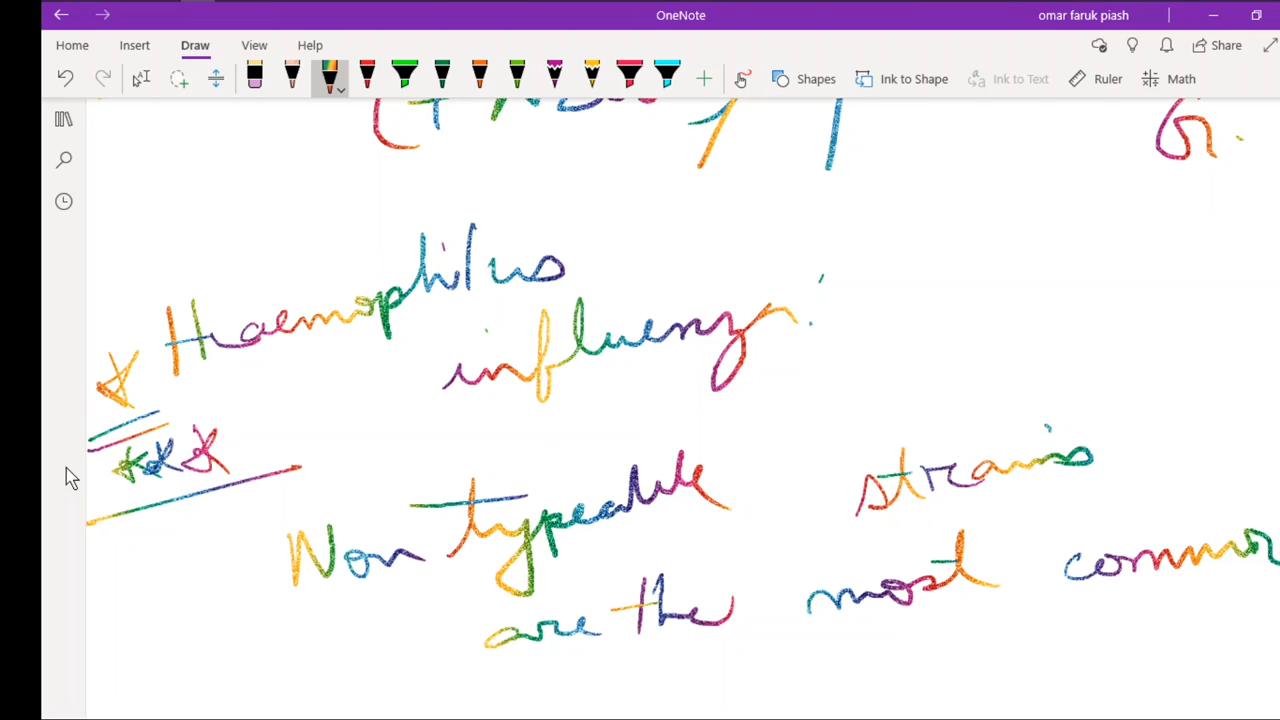 OneNote
omar faruk piash
Home Insert Draw View Help Share
Shapes Ink to Shape Ink to Text Ruler Math
Haemophilus
influenza
Non typeable strains
are the most common